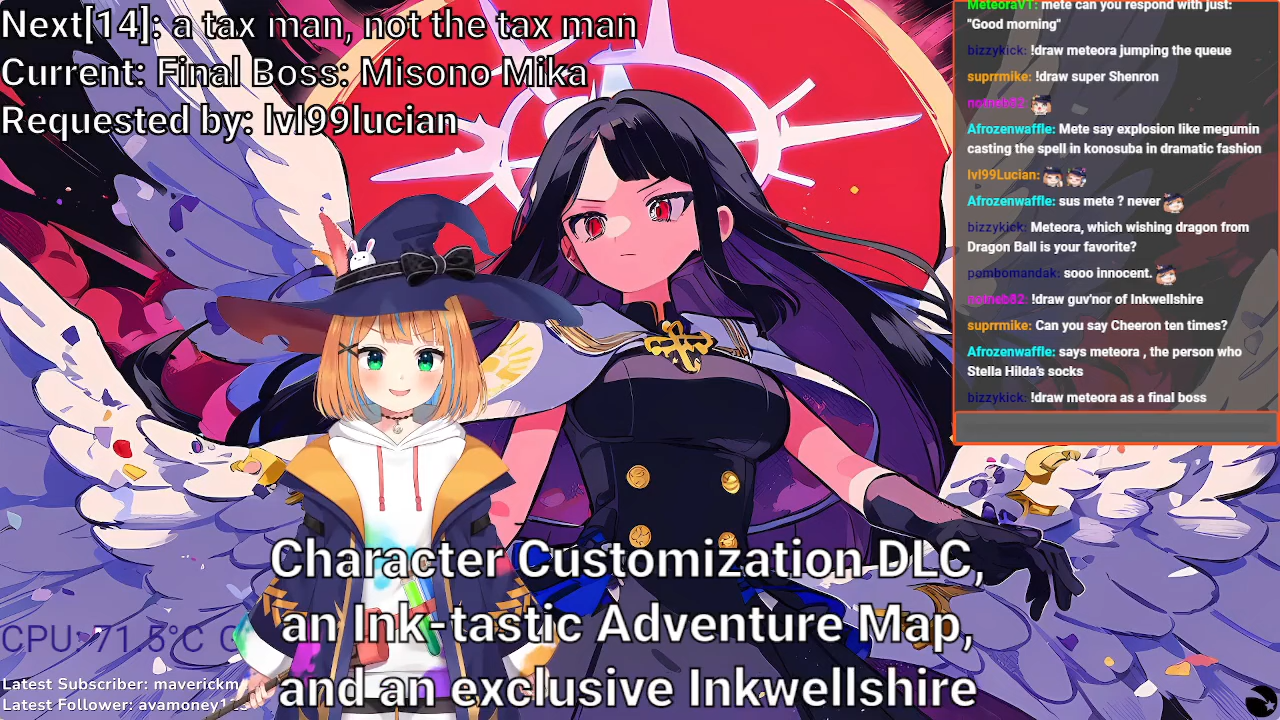 Next[14]: a tax man, not the tax man
Current: Final Boss: Misono Mika
Requested by: lvl99lucian
MeteoraVT: mete can you respond with just:
"Good morning"
bizzykick: !draw meteora jumping the queue
suprrmike: !draw super Shenron
nomeb82:
Afrozenwaffle: Mete say explosion like megumin
casting the spell in konosuba in dramatic fashion
lvl99Lucian:
Afrozenwaffle: sus mete ? never
bizzykick: Meteora, which wishing dragon from
Dragon Ball is your favorite?
pombomandak: sooo innocent.
nomeb82: !draw guv'nor of Inkwellshire
suprrmike: Can you say Cheeron ten times?
Afrozenwaffle: says meteora , the person who
Stella Hilda's socks
bizzykick: !draw meteora as a final boss
Character Customization DLC,
an Ink-tastic Adventure Map,
and an exclusive Inkwellshire
CPU: 71.5°C
Latest Subscriber: maverickm
Latest Follower: avamoney1